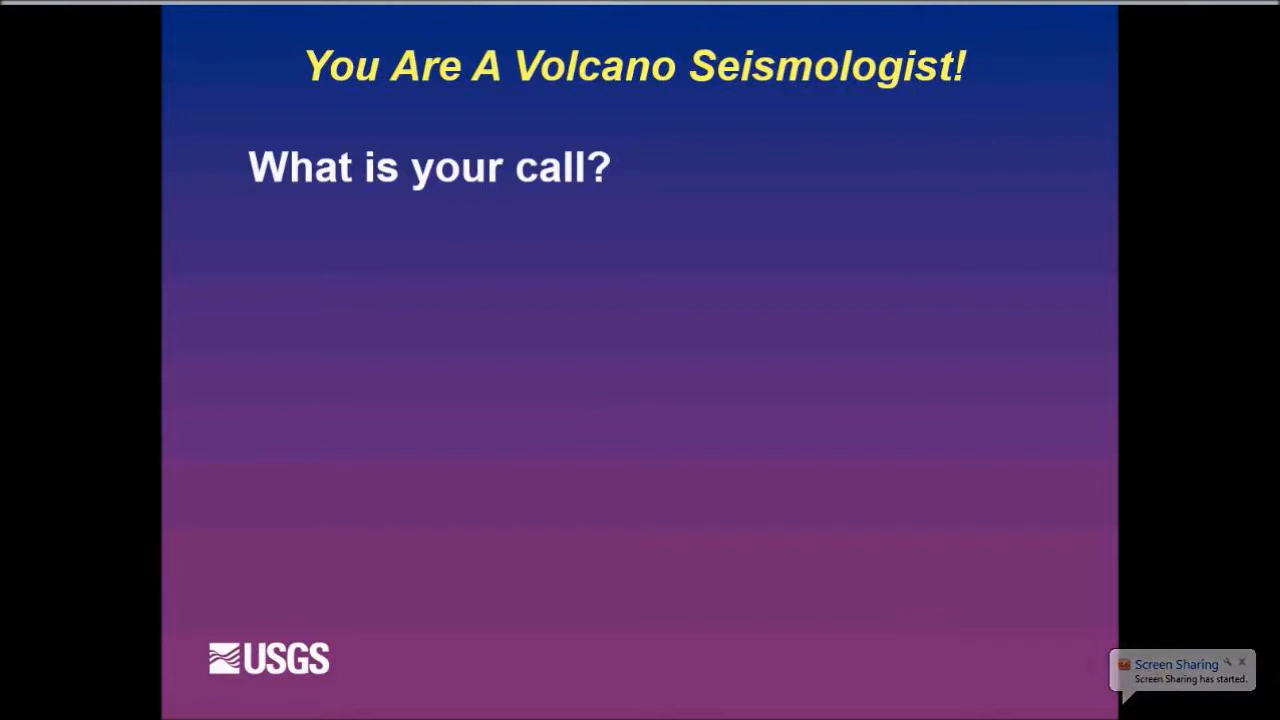 You Are A Volcano Seismologist!
What is your call?
USGS
Screen Sharing
Screen Sharing has started.